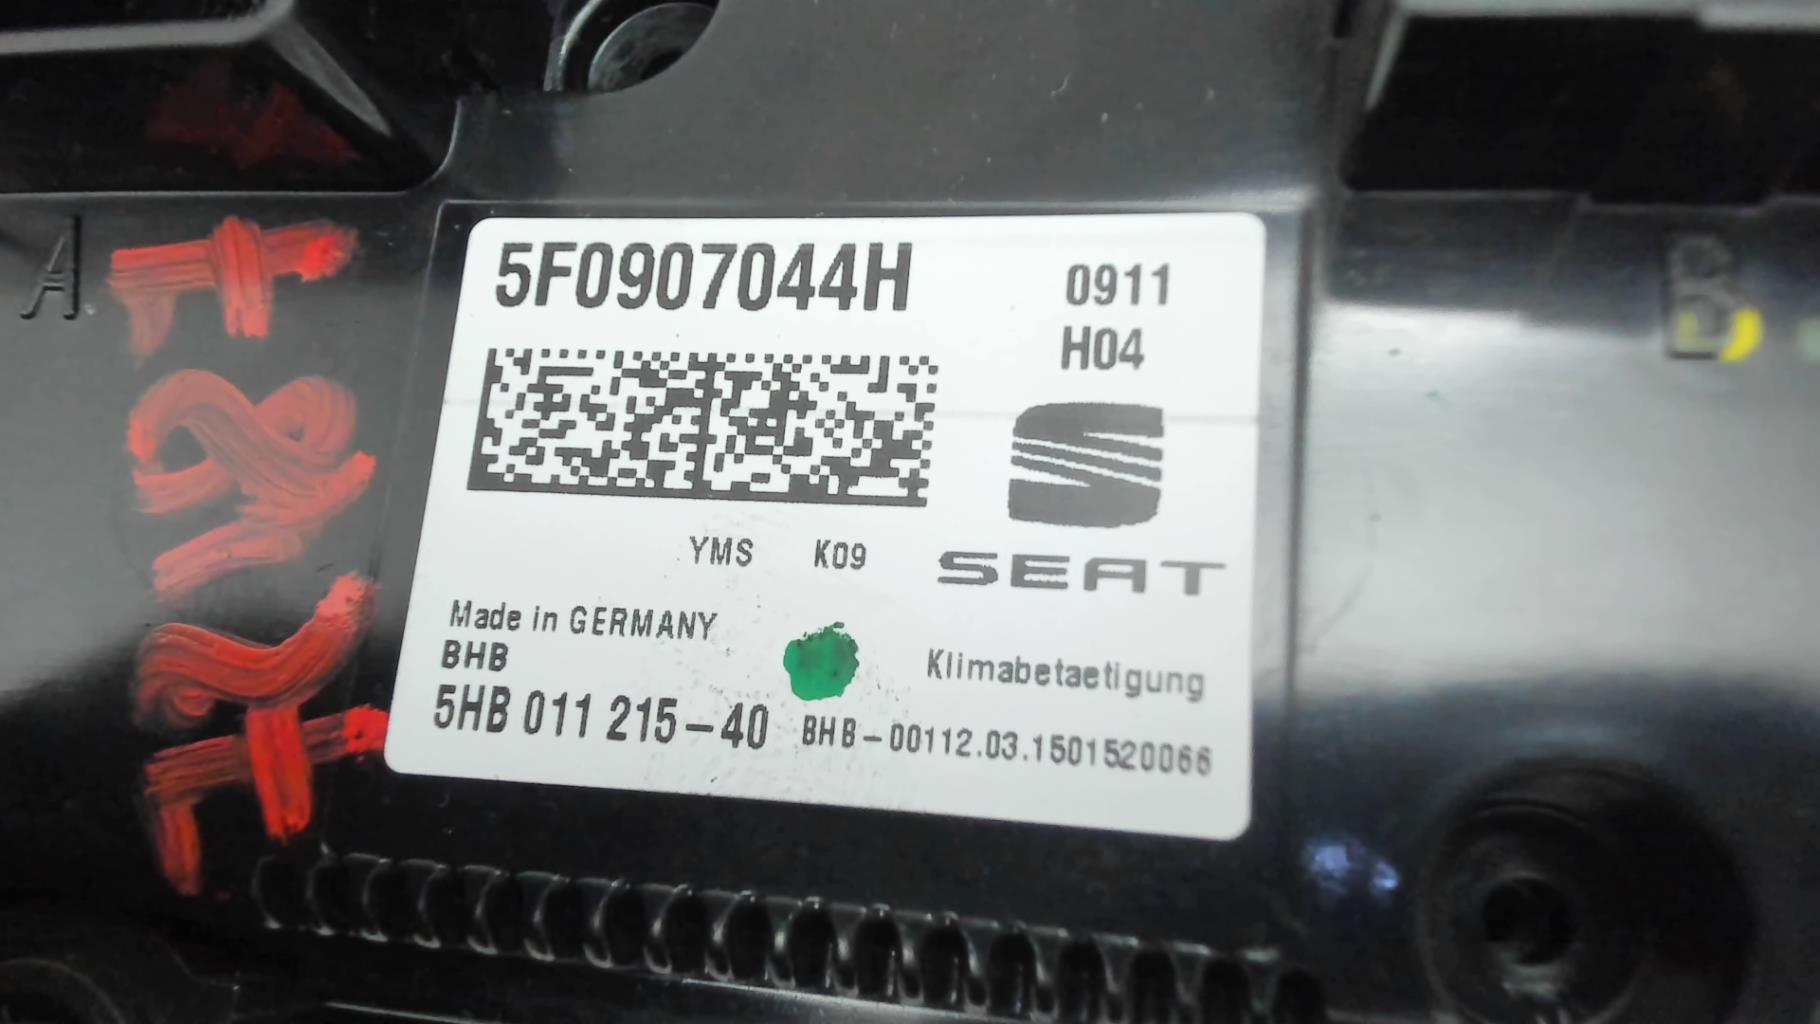 A
5F0907044H
0911
H04
SEAT
YMS K09
Made in GERMANY
BHB
Klimabetaetigung
5HB 011 215-40
BHB-00112.03.1501520066
B